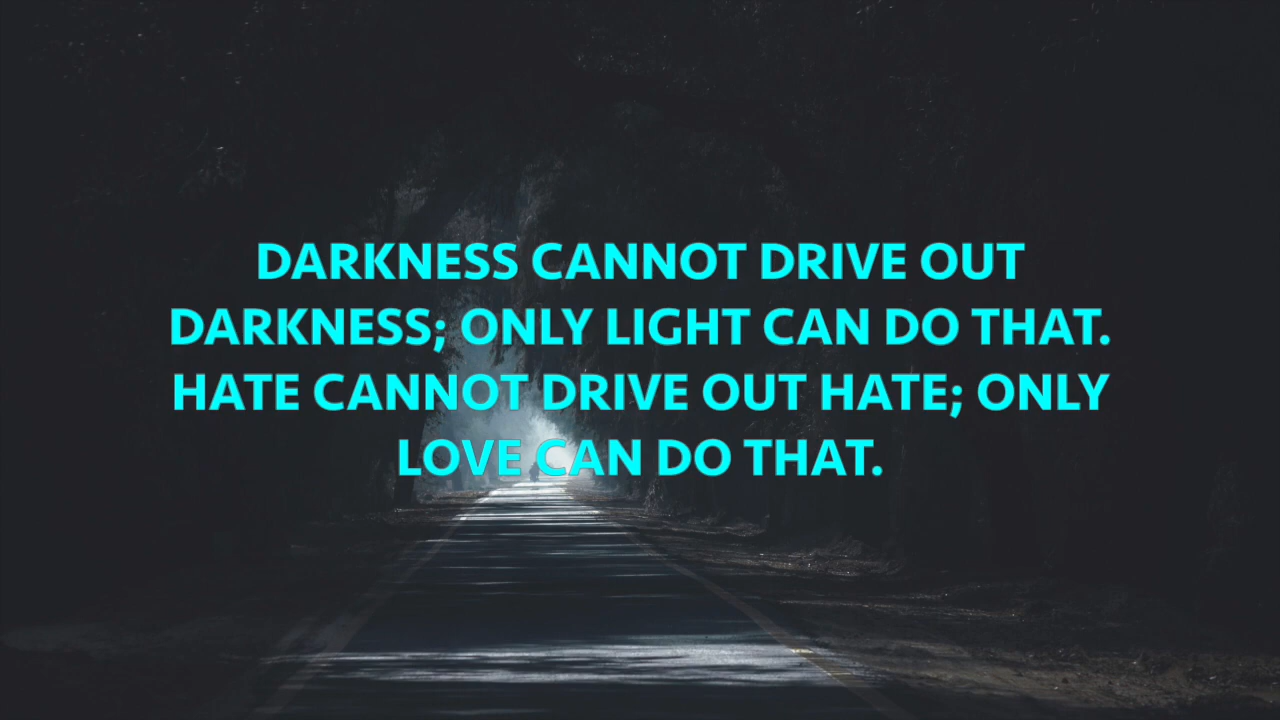 DARKNESS CANNOT DRIVE OUT
DARKNESS; ONLY LIGHT CAN DO THAT.
HATE CANNOT DRIVE OUT HATE; ONLY
LOVE CAN DO THAT.